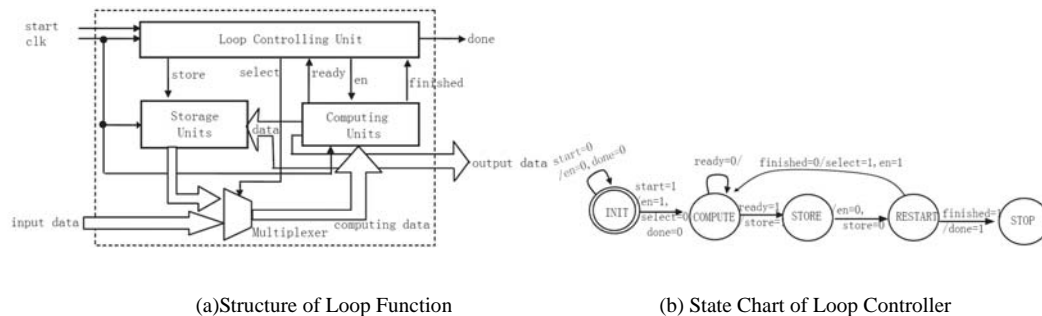 start
clk
Loop Controlling Unit
done
store
select
ready
en
finished
Storage
Units
data
Computing
Units
output data
input data
Multiplexer
computing data
start=0
/en=0, done=0
INIT
start=1
en=1,
select=0
done=0
ready=0/
COMPUTE
ready=1
store=
STORE
/en=0,
store=0
finished=0/select=1, en=1
RESTART
finished=1
/done=1
STOP
(a)Structure of Loop Function
(b) State Chart of Loop Controller